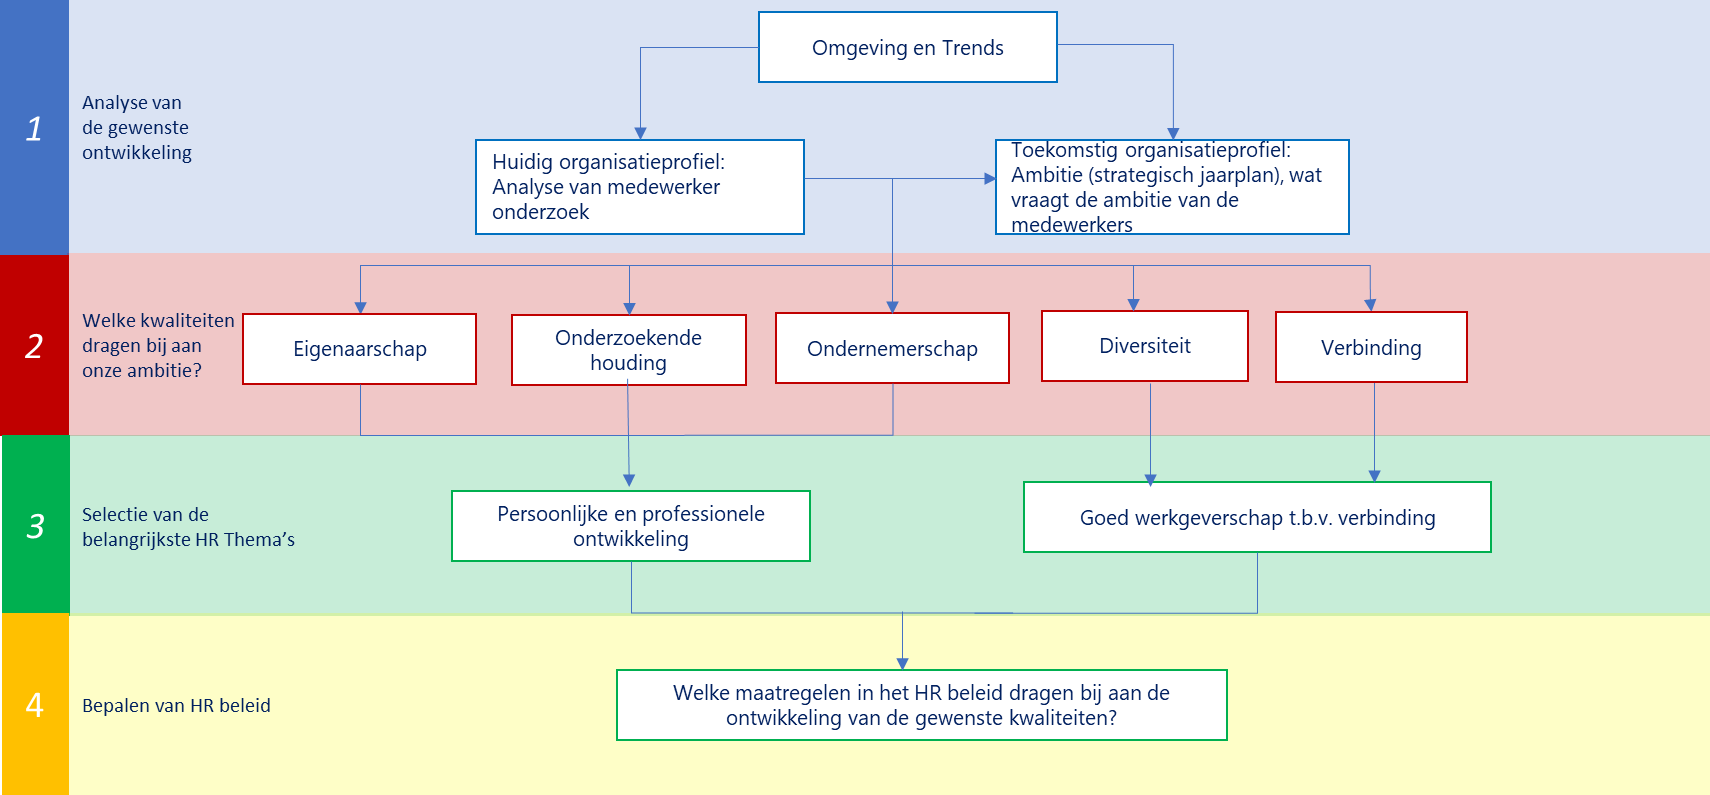 Omgeving en Trends
1
Analyse van
de gewenste
ontwikkeling
Huidig organisatieprofiel:
Analyse van medewerker
onderzoek
Toekomstig organisatieprofiel:
Ambitie (strategisch jaarplan), wat
vraagt de ambitie van de
medewerkers
2
Welke kwaliteiten
dragen bij aan
onze ambitie?
Eigenaarschap
Onderzoekende
houding
Ondernemerschap
Diversiteit
Verbinding
3
Selectie van de
belangrijkste HR Thema’s
Persoonlijke en professionele
ontwikkeling
Goed werkgeverschap t.b.v. verbinding
4
Bepalen van HR beleid
Welke maatregelen in het HR beleid dragen bij aan de
ontwikkeling van de gewenste kwaliteiten?